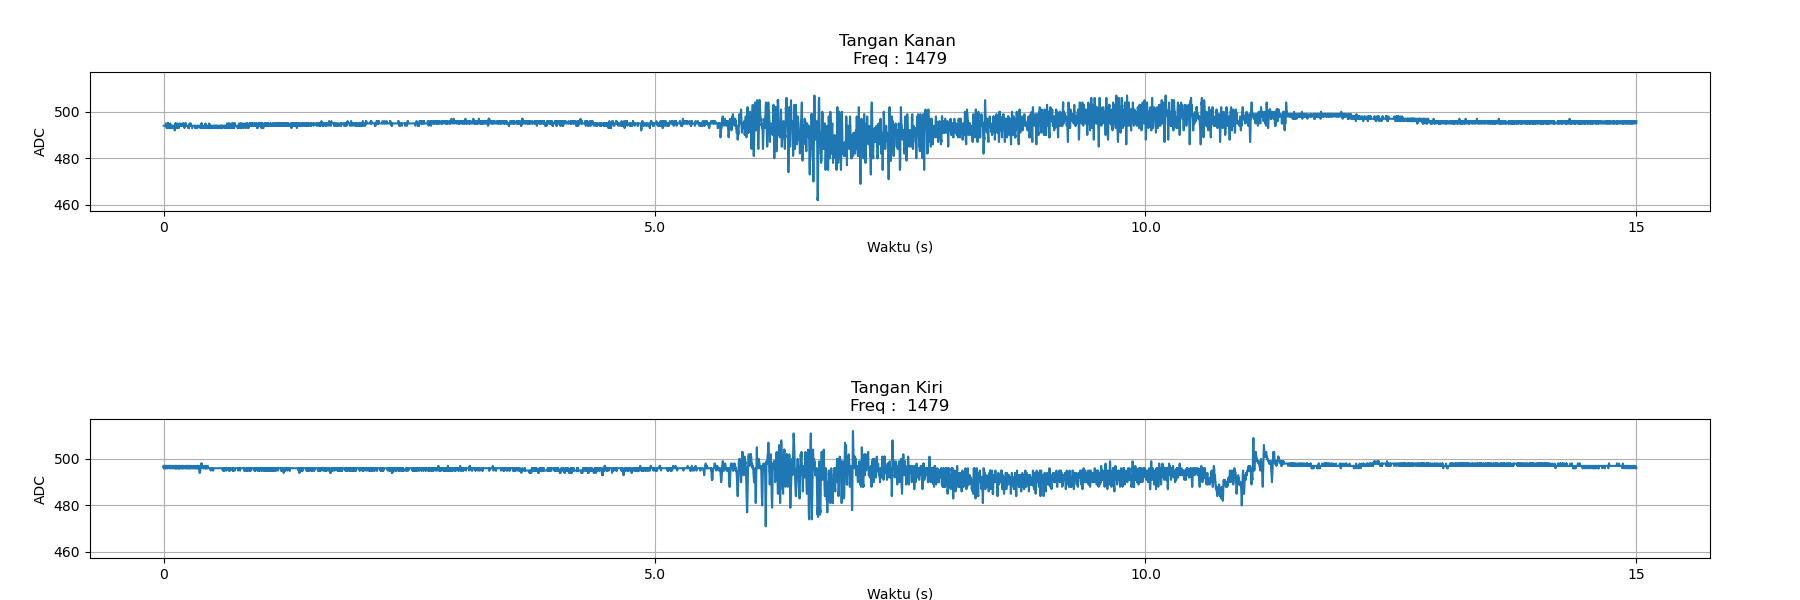 Tangan Kanan
Freq : 1479
ADC
500
480
460
0 5.0 10.0 15
Waktu (s)
Tangan Kiri
Freq :  1479
ADC
500
480
460
0 5.0 10.0 15
Waktu (s)